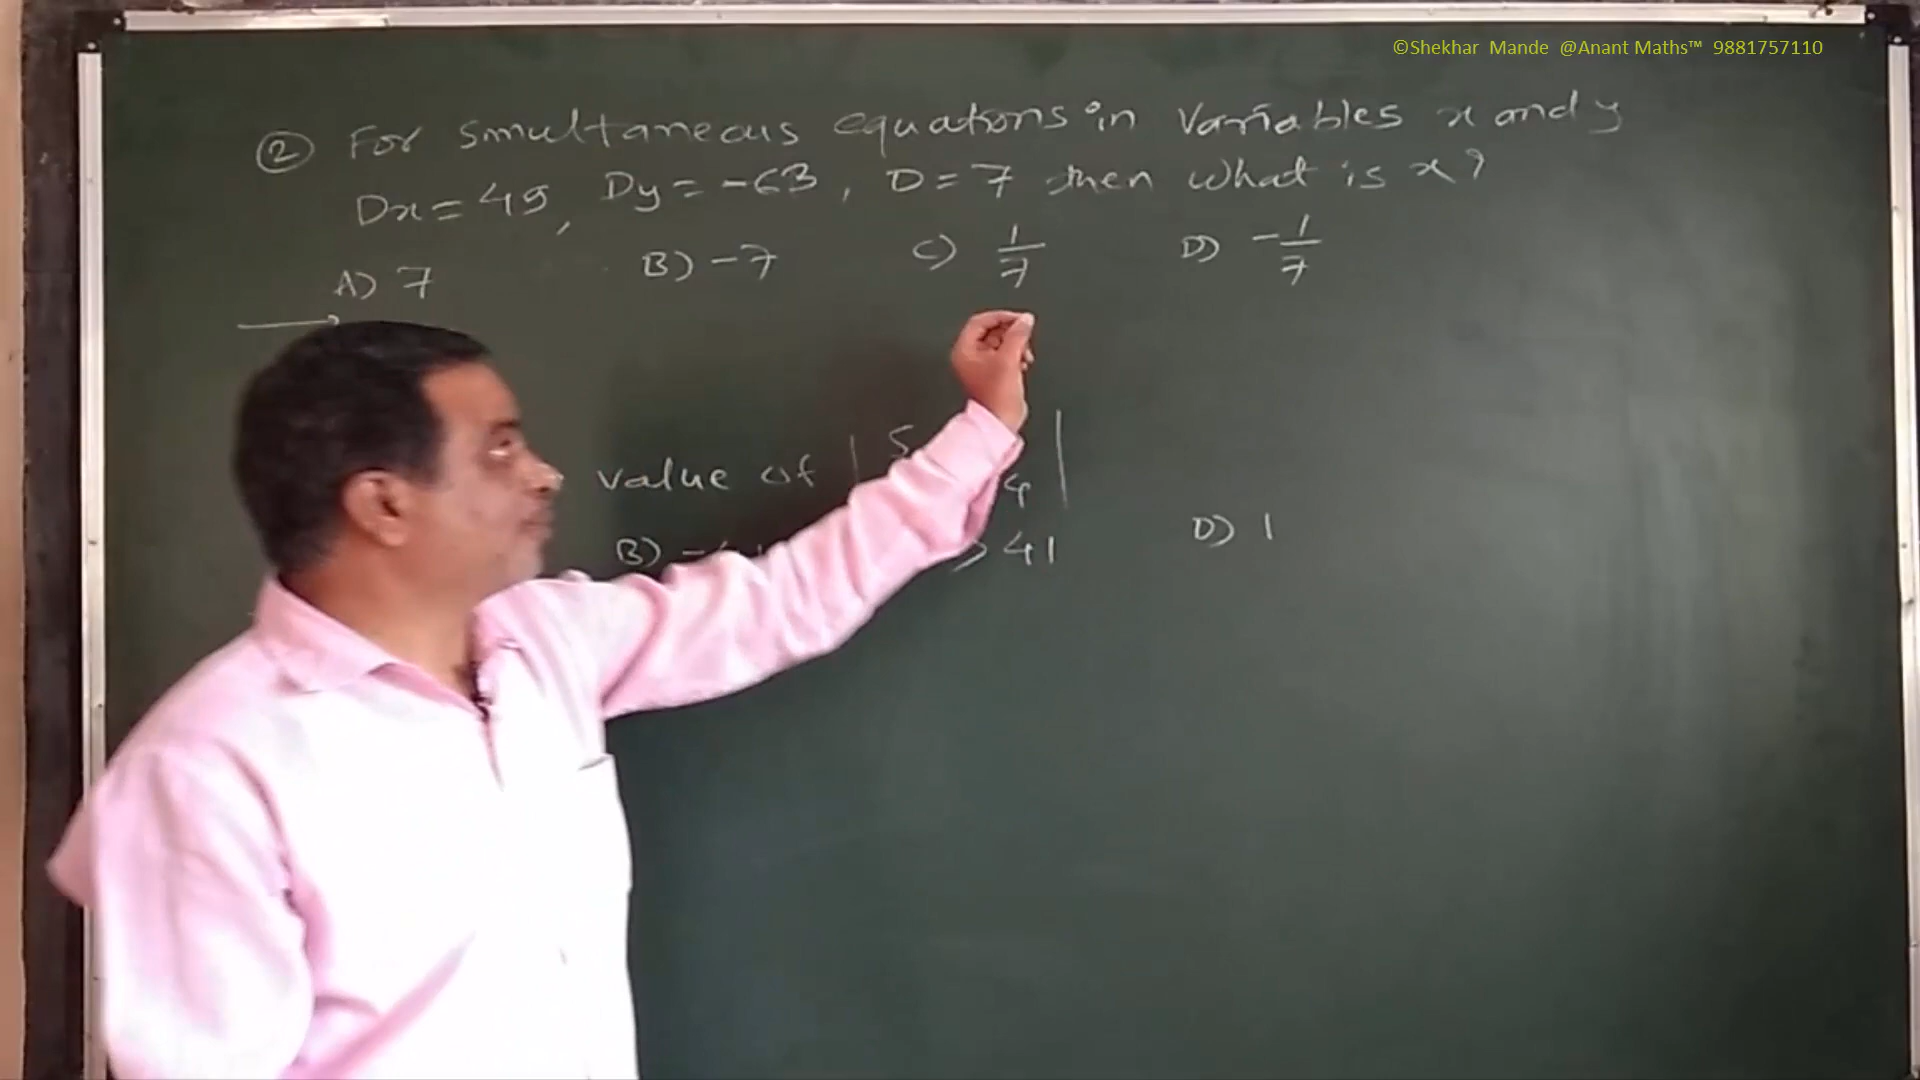 ©Shekhar Mande @Anant Maths™ 9881757110
② For simultaneous equations in variables x and y
Dx = 49, Dy = -63, D = 7 then what is x?
A) 7 B) -7 C) 1/7 D) -1/7
value of | 5 |
4
B) 41 D) 1